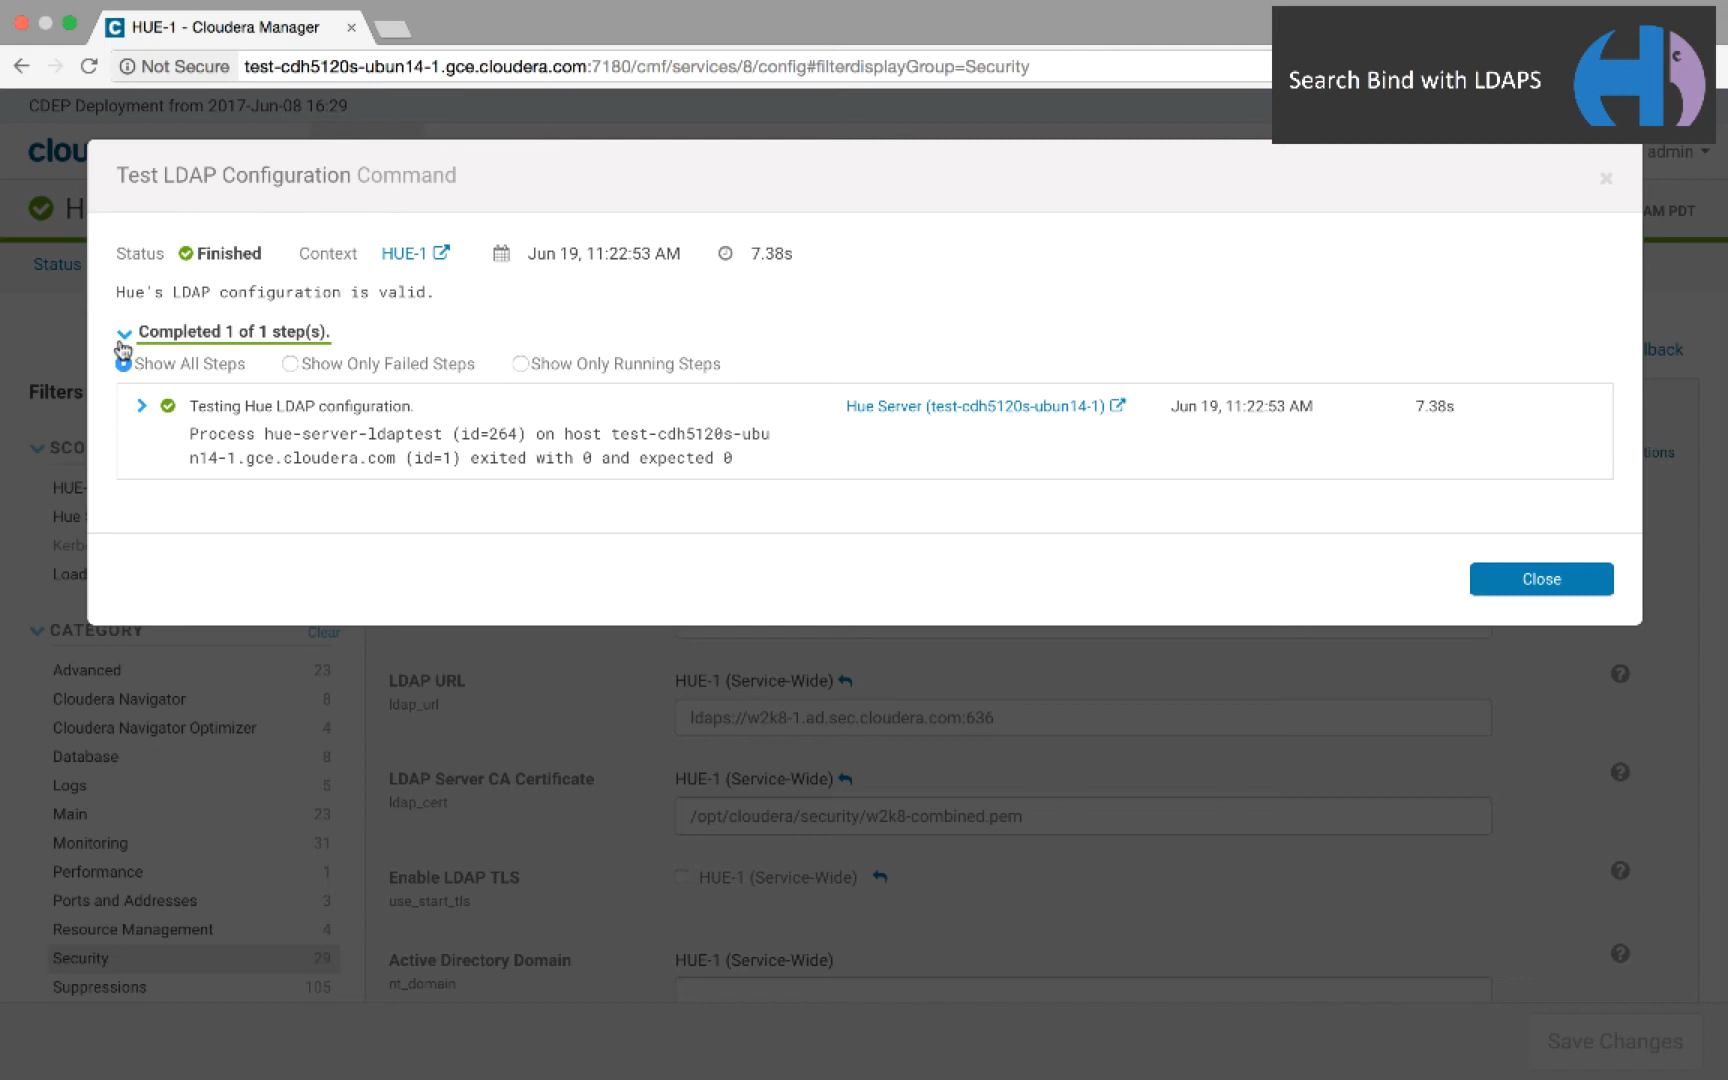 HUE-1 - Cloudera Manager
Not Secure test-cdh5120s-ubun14-1.gce.cloudera.com:7180/cmf/services/8/config#filterdisplayGroup=Security
Search Bind with LDAPS
CDEP Deployment from 2017-Jun-08 16:29
clou
admin
Test LDAP Configuration Command
H
AM PDT
Status Finished Context HUE-1 Jun 19, 11:22:53 AM 7.38s
Status
Hue's LDAP configuration is valid.
Completed 1 of 1 step(s).
lback
Show All Steps Show Only Failed Steps Show Only Running Steps
Filters
Testing Hue LDAP configuration. Hue Server (test-cdh5120s-ubun14-1) Jun 19, 11:22:53 AM 7.38s
Process hue-server-ldaptest (id=264) on host test-cdh5120s-ubu
n14-1.gce.cloudera.com (id=1) exited with 0 and expected 0
SCO
tions
HUE-
Hue
Kerb
Load
Close
CATEGORY Clear
Advanced 23
Cloudera Navigator 8
Cloudera Navigator Optimizer 4
Database 8
Logs 5
Main 23
Monitoring 31
Performance 1
Ports and Addresses 3
Resource Management 4
Security 29
Suppressions 105
LDAP URL HUE-1 (Service-Wide)
ldap_url
ldaps://w2k8-1.ad.sec.cloudera.com:636
LDAP Server CA Certificate HUE-1 (Service-Wide)
ldap_cert
/opt/cloudera/security/w2k8-combined.pem
Enable LDAP TLS HUE-1 (Service-Wide)
use_start_tls
Active Directory Domain HUE-1 (Service-Wide)
nt_domain
Save Changes